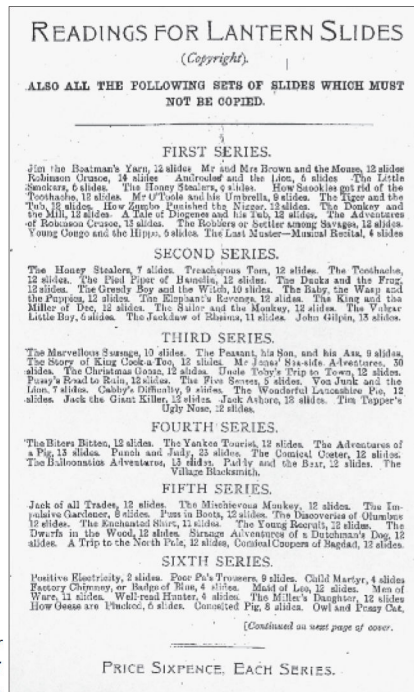 READINGS FOR LANTERN SLIDES
(Copyright).
ALSO ALL THE FOLLOWING SETS OF SLIDES WHICH MUST
NOT BE COPIED.
FIRST SERIES.
Jim the Boatman's Yarn, 12 slides Mr and Mrs Brown and the Mouse, 12 slides
Robinson Crusoe, 14 slides Androcles and the Lion, 6 slides The Little
Smokers, 6 slides. The Honey Stealers, slides. How Snookles got rid of the
Toothache, 12 slides. Mr O'Toole and his Umbrella, 9 slides. The Tiger and the
Tub, 12 slides. How Zumbo Punished the Nigger, 12 slides. The Donkey and
the Mill, 12 slides. A Tale of Diogenes and his Tub, 12 slides. The Adventures
of Robinson Crusoe, 13 slides. The Robbers or Settler among Savages, 12 slides.
Young Congo and the Hippo, 6 slides. The Last Muster—Musical Recital, 4 slides
SECOND SERIES.
The Honey Stealers, 7 slides. Treacherous Tom, 12 slides. The Toothache,
12 slides. The Pied Piper of Hamelin, 12 slides. The Ducks and the Frog,
12 slides. The Greedy Boy and the Witch, 10 slides. The Baby, the Wasp and
the Puppies, 12 slides. The Elephant's Revenge, 12 slides. The King and the
Miller of Dee, 12 slides. The Sailor and the Monkey, 12 slides. The Vulgar
Little Boy, 6 slides. The Jackdaw of Rheims, 11 slides. John Gilpin, 13 slides.
THIRD SERIES.
The Marvellous Sausage, 10 slides. The Peasant, his Son, and his Ass, 9 slides.
The Story of King Cock-a-Too, 12 slides. Mr Jones' Sea-side Adventures, 30
slides. The Christmas Goose, 12 slides. Uncle Toby's Trip to Town, 12 slides.
Pussy's Road to Ruin, 12 slides. The Five Senses, 5 slides. Von Junk and the
Lion, 7 slides. Cabby's Difficulty, 9 slides. The Wonderful Lancashire Pie, 12
slides. Jack the Giant Killer, 12 slides. Jack Ashore, 18 slides. Tim Tapper's
Ugly Nose, 12 slides.
FOURTH SERIES.
The Biters Bitten, 12 slides. The Yankee Tourist, 12 slides. The Adventures of
a Pig, 13 slides. Punch and Judy, 23 slides. The Comical Coster, 12 slides.
The Balloonatics Adventures, 13 slides. Paddy and the Bear, 12 slides. The
Village Blacksmith.
FIFTH SERIES.
Jack of all Trades, 12 slides. The Mischievous Monkey, 12 slides. The Im-
pulsive Gardener, 8 slides. Puss in Boots, 12 slides. The Discoveries of Olumbus
12 slides. The Enchanted Shirt, 11 slides. The Young Recruit, 12 slides. The
Dwarfs in the Wood, 12 slides. Strange Adventures of a Dutchman's Dog, 12
slides. A Trip to the North Pole, 12 slides, Comical Coopers of Bagdad, 12 slides.
SIXTH SERIES.
Positive Electricity, 2 slides. Poor Pa's Trousers, 9 slides. Child Martyr, 4 slides
Factory Chimney, or Badge of Blue, 4 slides. Maid of Leo, 12 slides. Men of
Ware, 11 slides. Well-read Hunter, 4 slides. The Miller's Daughter, 12 slides
How Geese are Plucked, 6 slides. Conceited Pig, 8 slides. Owl and Pussy Cat,
(Continued on next page of cover.
PRICE SIXPENCE, EACH SERIES.